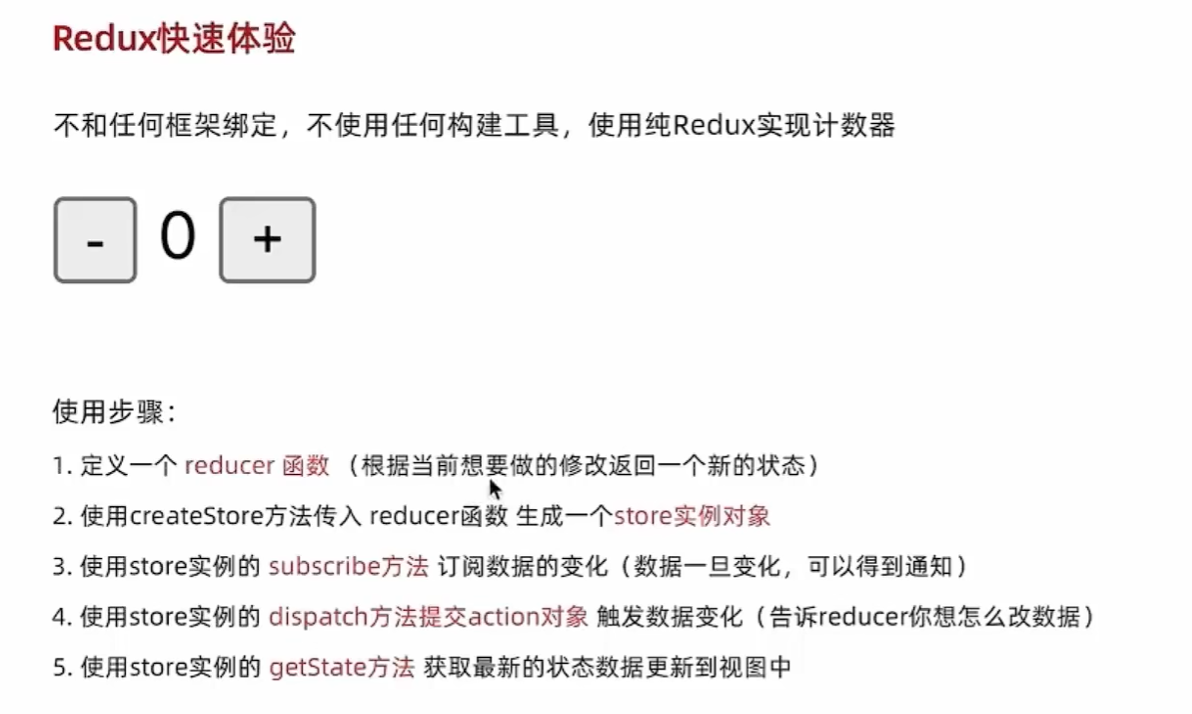 Redux快速体验
不和任何框架绑定，不使用任何构建工具，使用纯Redux实现计数器
- 0 +
使用步骤：
1. 定义一个 reducer 函数 （根据当前想要做的修改返回一个新的状态）
2. 使用createStore方法传入 reducer函数 生成一个store实例对象
3. 使用store实例的 subscribe方法 订阅数据的变化（数据一旦变化，可以得到通知）
4. 使用store实例的 dispatch方法提交action对象 触发数据变化（告诉reducer你想怎么改数据）
5. 使用store实例的 getState方法 获取最新的状态数据更新到视图中